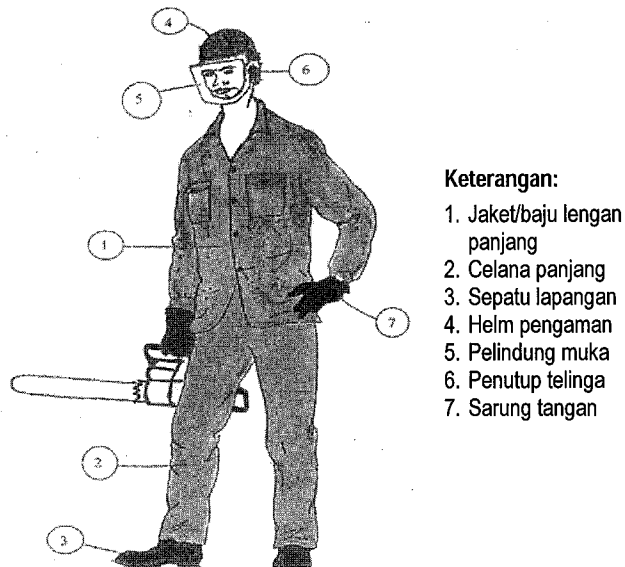 4
6
5
1
7
2
3
Keterangan:
1. Jaket/baju lengan
panjang
2. Celana panjang
3. Sepatu lapangan
4. Helm pengaman
5. Pelindung muka
6. Penutup telinga
7. Sarung tangan